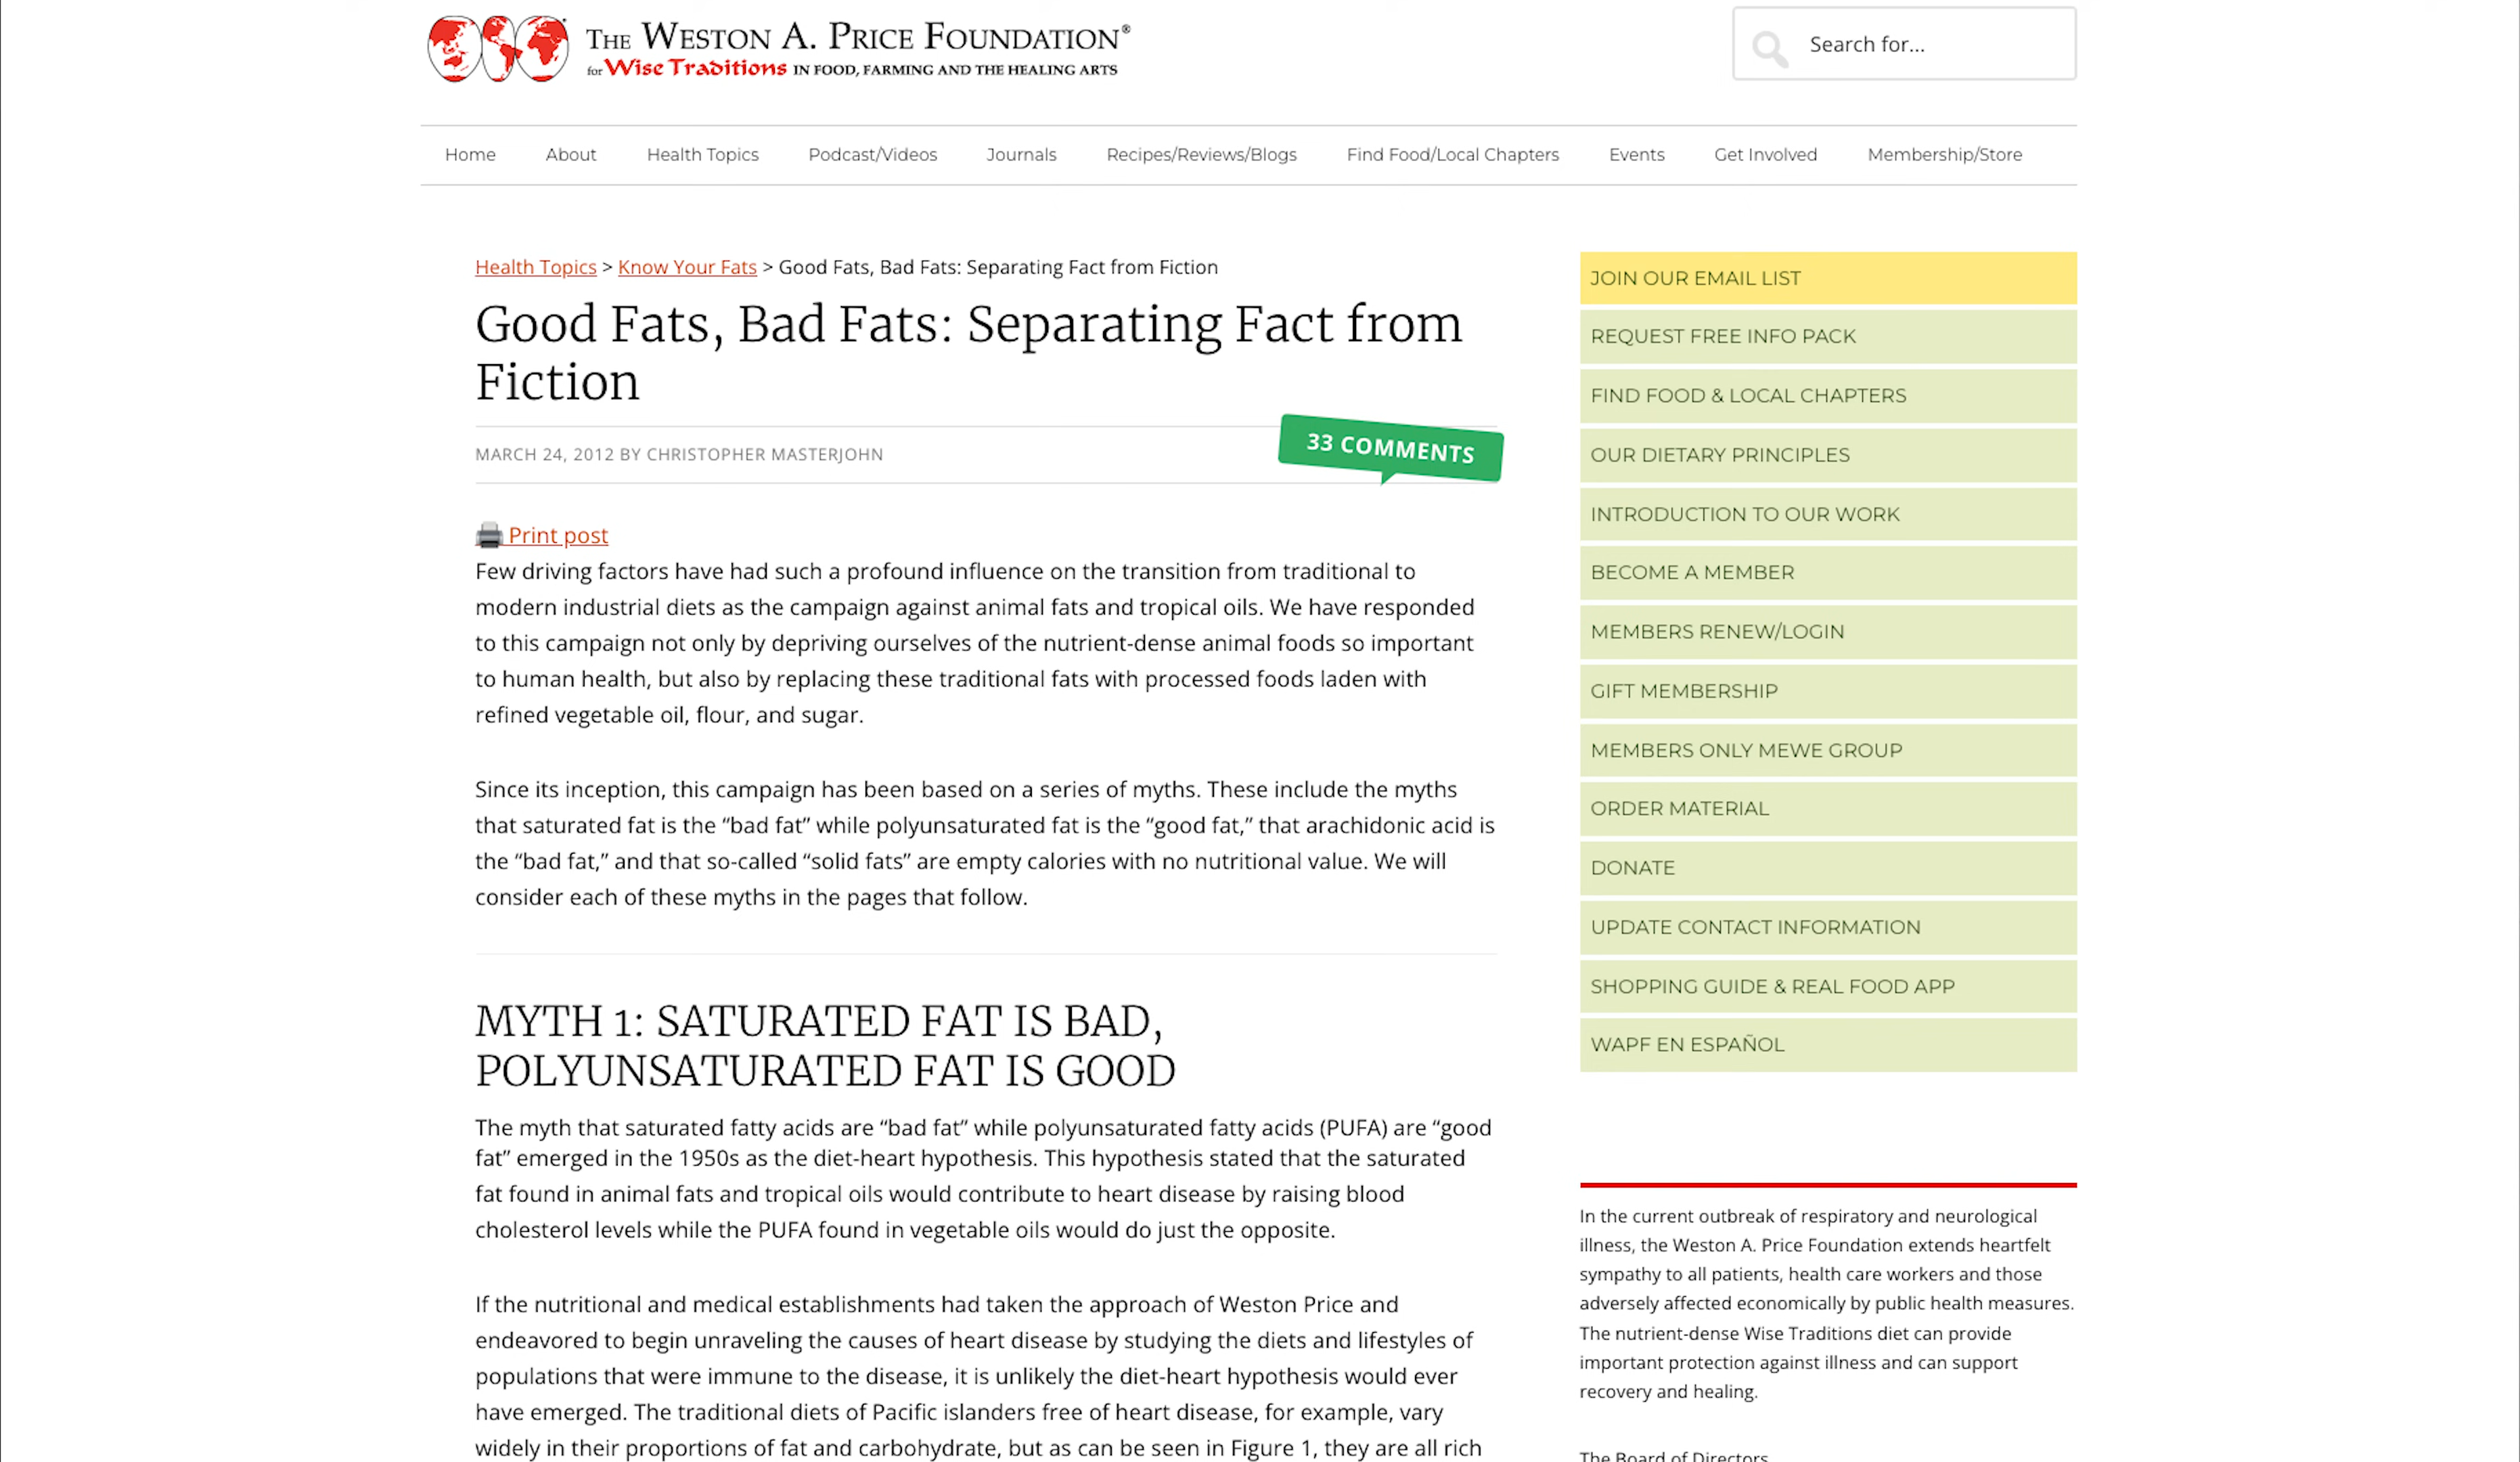 THE WESTON A. PRICE FOUNDATION®
for Wise Traditions IN FOOD, FARMING AND THE HEALING ARTS
Search for...
Home About Health Topics Podcast/Videos Journals Recipes/Reviews/Blogs Find Food/Local Chapters Events Get Involved Membership/Store
Health Topics > Know Your Fats > Good Fats, Bad Fats: Separating Fact from Fiction
Good Fats, Bad Fats: Separating Fact from
Fiction
33 COMMENTS
MARCH 24, 2012 BY CHRISTOPHER MASTERJOHN
Print post
Few driving factors have had such a profound influence on the transition from traditional to
modern industrial diets as the campaign against animal fats and tropical oils. We have responded
to this campaign not only by depriving ourselves of the nutrient-dense animal foods so important
to human health, but also by replacing these traditional fats with processed foods laden with
refined vegetable oil, flour, and sugar.
Since its inception, this campaign has been based on a series of myths. These include the myths
that saturated fat is the “bad fat” while polyunsaturated fat is the “good fat,” that arachidonic acid is
the “bad fat,” and that so-called “solid fats” are empty calories with no nutritional value. We will
consider each of these myths in the pages that follow.
MYTH 1: SATURATED FAT IS BAD,
POLYUNSATURATED FAT IS GOOD
The myth that saturated fatty acids are “bad fat” while polyunsaturated fatty acids (PUFA) are “good
fat” emerged in the 1950s as the diet-heart hypothesis. This hypothesis stated that the saturated
fat found in animal fats and tropical oils would contribute to heart disease by raising blood
cholesterol levels while the PUFA found in vegetable oils would do just the opposite.
If the nutritional and medical establishments had taken the approach of Weston Price and
endeavored to begin unraveling the causes of heart disease by studying the diets and lifestyles of
populations that were immune to the disease, it is unlikely the diet-heart hypothesis would ever
have emerged. The traditional diets of Pacific islanders free of heart disease, for example, vary
widely in their proportions of fat and carbohydrate, but as can be seen in Figure 1, they are all rich
JOIN OUR EMAIL LIST
REQUEST FREE INFO PACK
FIND FOOD & LOCAL CHAPTERS
OUR DIETARY PRINCIPLES
INTRODUCTION TO OUR WORK
BECOME A MEMBER
MEMBERS RENEW/LOGIN
GIFT MEMBERSHIP
MEMBERS ONLY MEWE GROUP
ORDER MATERIAL
DONATE
UPDATE CONTACT INFORMATION
SHOPPING GUIDE & REAL FOOD APP
WAPF EN ESPAÑOL
In the current outbreak of respiratory and neurological
illness, the Weston A. Price Foundation extends heartfelt
sympathy to all patients, health care workers and those
adversely affected economically by public health measures.
The nutrient-dense Wise Traditions diet can provide
important protection against illness and can support
recovery and healing.
The Board of Directors